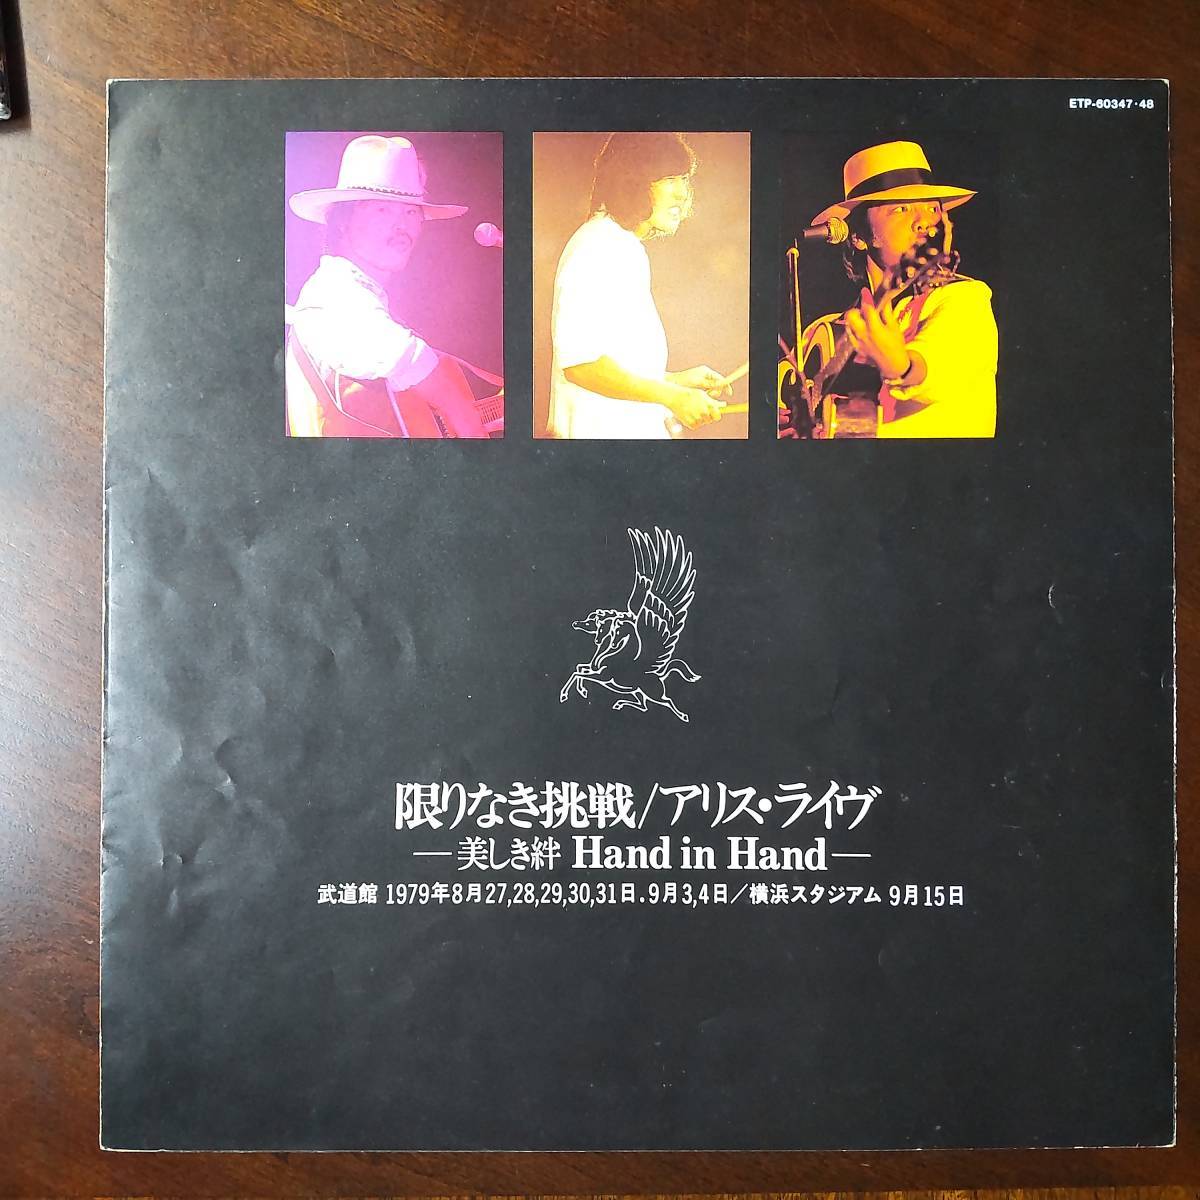 ETP-60347・48
限りなき挑戦/アリス・ライヴ
—美しき絆 Hand in Hand—
武道館 1979年8月27,28,29,30,31日.9月3,4日/横浜スタジアム 9月15日